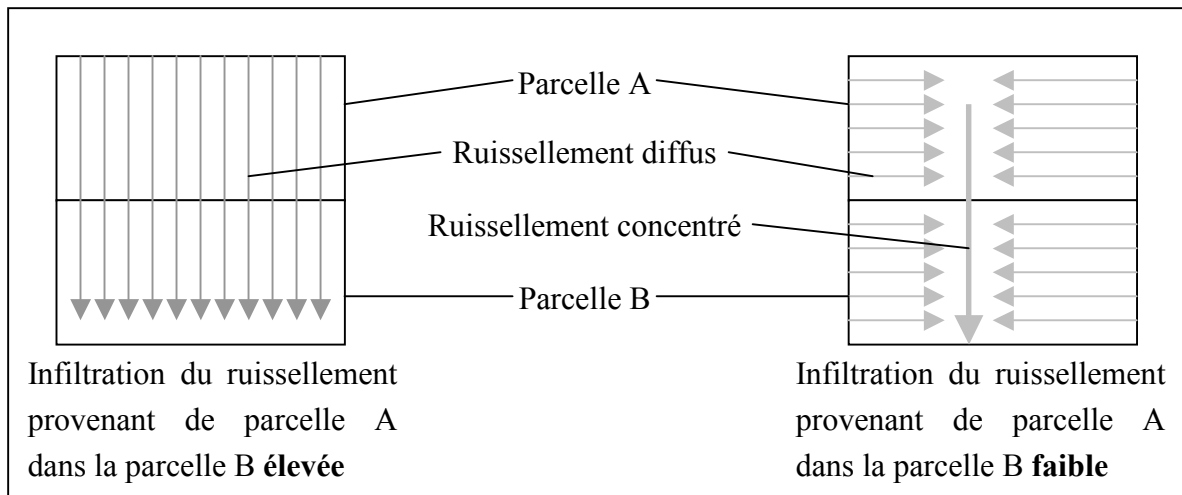 Parcelle A
Ruissellement diffus
Ruissellement concentré
Parcelle B
Infiltration du ruissellement
provenant de parcelle A
dans la parcelle B élevée
Infiltration du ruissellement
provenant de parcelle A
dans la parcelle B faible